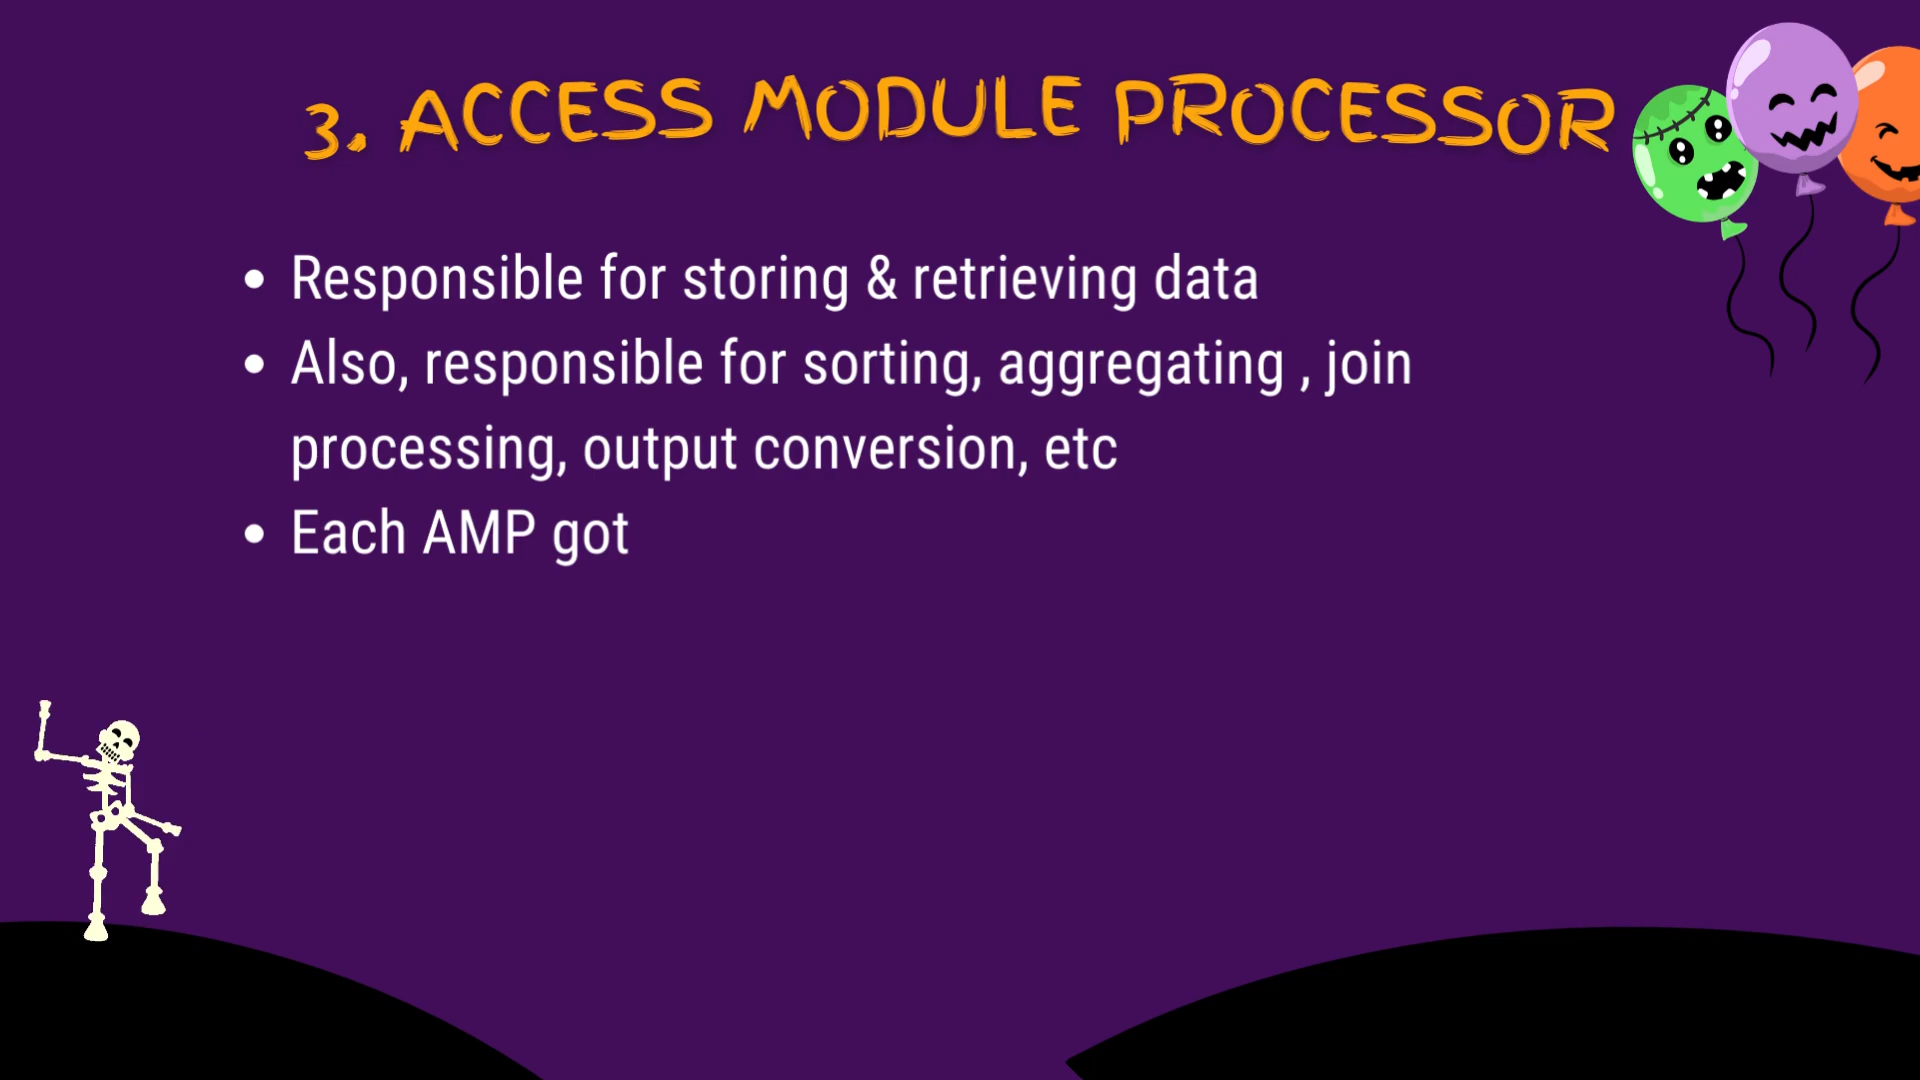 3. ACCESS MODULE PROCESSOR
• Responsible for storing & retrieving data
• Also, responsible for sorting, aggregating , join
processing, output conversion, etc
• Each AMP got